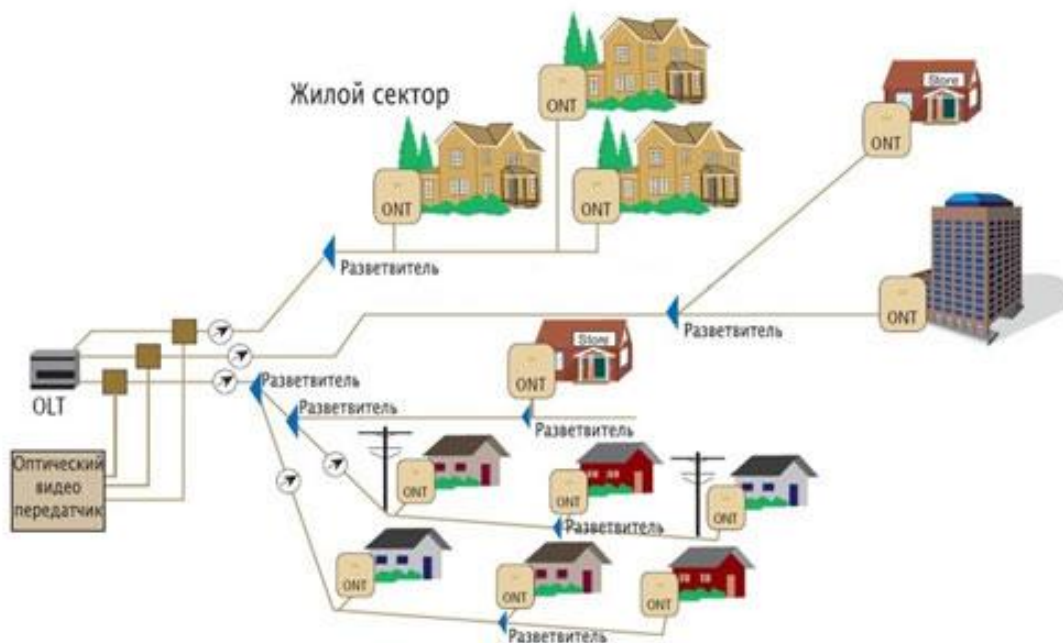 Жилой сектор
ONT
ONT
ONT
Store
ONT
Разветвитель
ONT
Разветвитель
Store
ONT
OLT
Разветвитель
Разветвитель
Разветвитель
Оптический
видео
передатчик
ONT
ONT
ONT
Разветвитель
ONT
ONT
ONT
Разветвитель